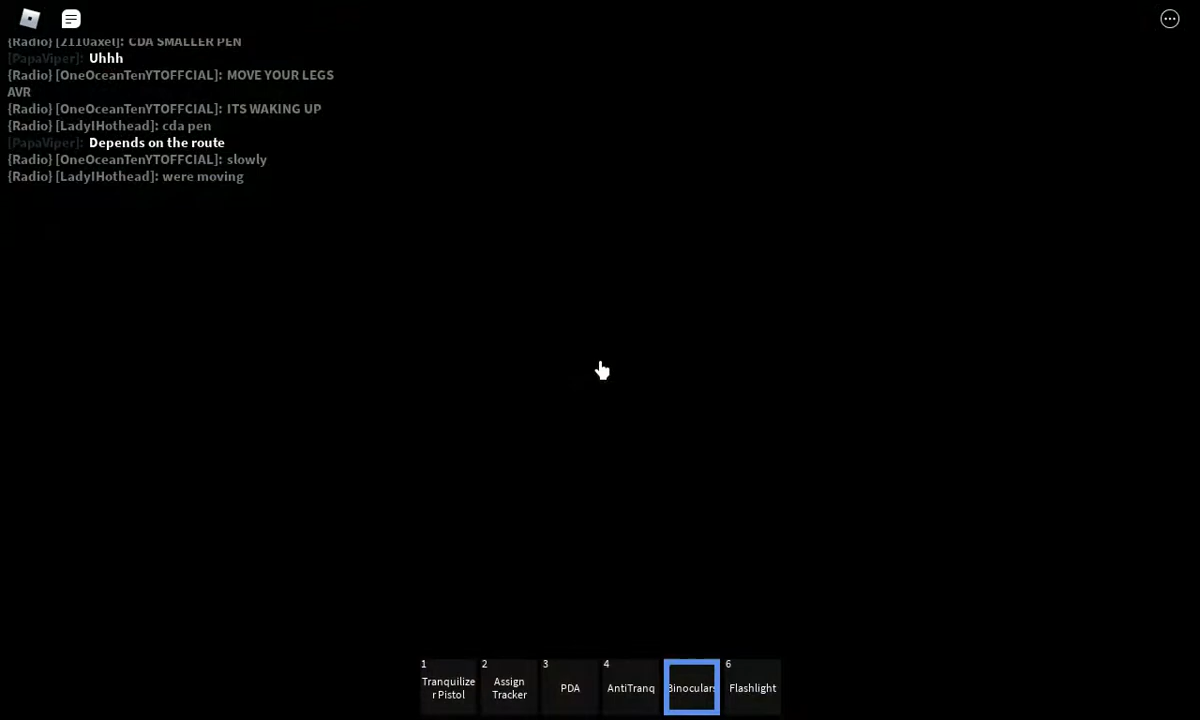 {Radio} [2110axel]: CDA SMALLER PEN
[PapaViper]: Uhhh
{Radio} [OneOceanTenYTOFFCIAL]: MOVE YOUR LEGS
AVR
{Radio} [OneOceanTenYTOFFCIAL]: ITS WAKING UP
{Radio} [LadyIHothead]: cda pen
[PapaViper]: Depends on the route
{Radio} [OneOceanTenYTOFFCIAL]: slowly
{Radio} [LadyIHothead]: were moving
1 2 3 4 6
Tranquilize Assign PDA AntiTranq Binoculars Flashlight
r Pistol Tracker